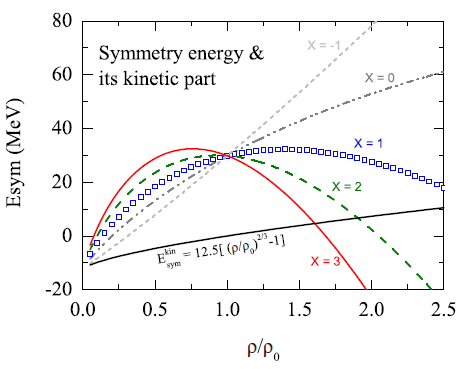 80
60
40
20
0
-20
Esym (MeV)
Symmetry energy &
its kinetic part
X = -1
X = 0
X = 1
X = 2
X = 3
E^kin_sym = 12.5[ (ρ/ρ₀)^2/3-1]
0.0 0.5 1.0 1.5 2.0 2.5
ρ/ρ₀